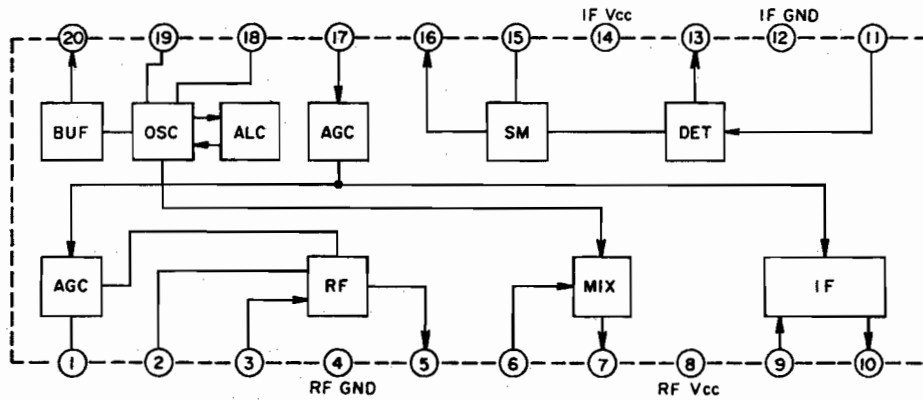 IF Vcc IF GND
20 19 18 17 16 15 14 13 12 11
BUF OSC ALC AGC SM DET
AGC RF MIX IF
1 2 3 4 5 6 7 8 9 10
RF GND RF Vcc